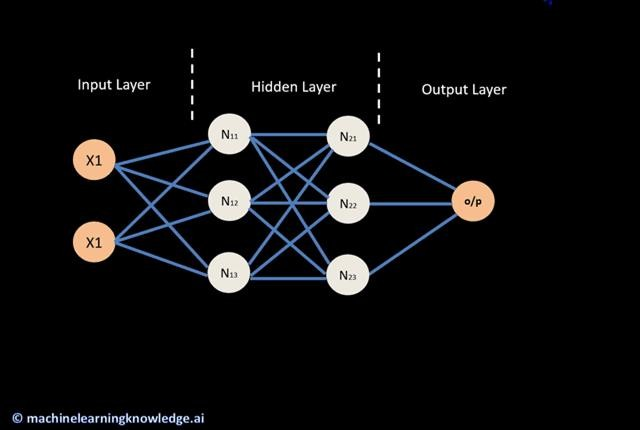 Input Layer
Hidden Layer
Output Layer
X1
X1
N11
N12
N13
N21
N22
N23
o/p
© machinelearningknowledge.ai